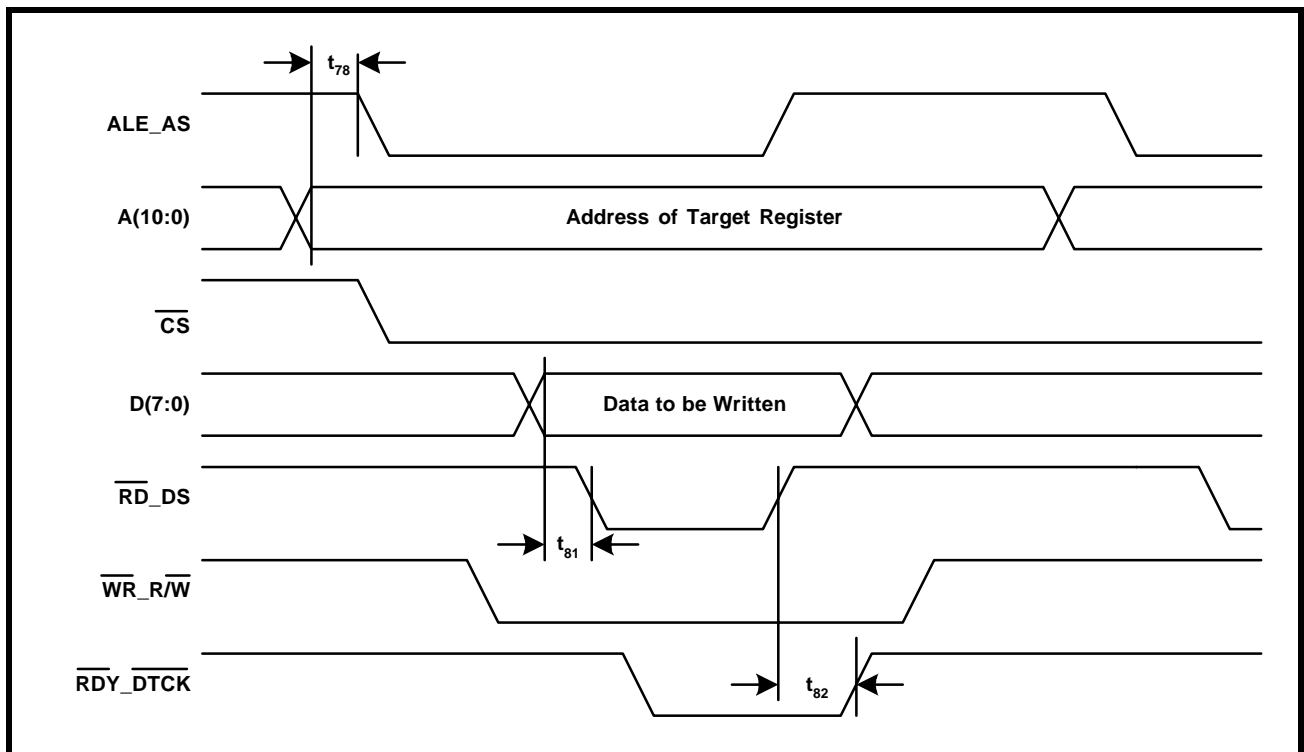 t78
ALE_AS
A(10:0)
Address of Target Register
CS
D(7:0)
Data to be Written
RD_DS
t81
WR_R/W
RDY_DTCK
t82